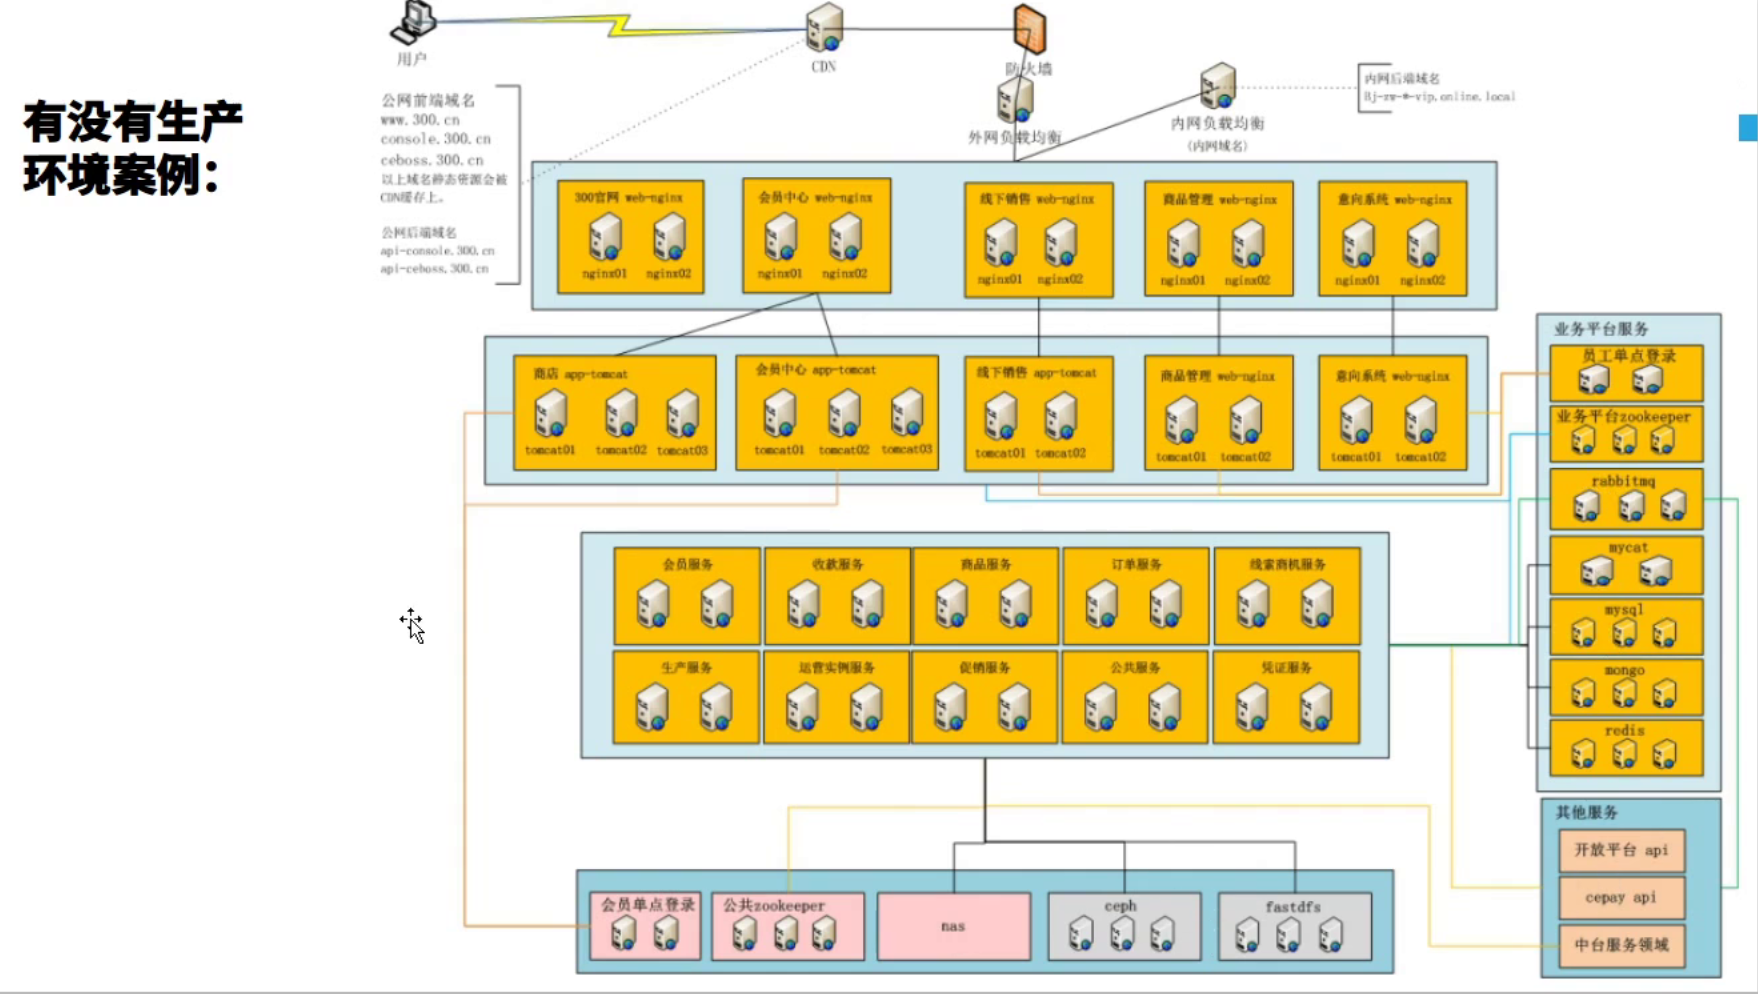 有没有生产
环境案例：
用户
CDN
防火墙
外网负载均衡
内网负载均衡
(内网域名)
内网后端域名
Bj-rw-*-vip.online.local
公网前端域名
www.300.cn
console.300.cn
ceboss.300.cn
以上域名静态资源会被
CDN缓存上。
公网后端域名
api-console.300.cn
api-ceboss.300.cn
300官网 web-nginx
nginx01 nginx02
会员中心 web-nginx
nginx01 nginx02
线下销售 web-nginx
nginx01 nginx02
商品管理 web-nginx
nginx01 nginx02
意向系统 web-nginx
nginx01 nginx02
商店 app-tomcat
tomcat01 tomcat02 tomcat03
会员中心 app-tomcat
tomcat01 tomcat02 tomcat03
线下销售 app-tomcat
tomcat01 tomcat02
商品管理 web-nginx
tomcat01 tomcat02
意向系统 web-nginx
tomcat01 tomcat02
业务平台服务
员工单点登录
业务平台zookeeper
rabbitmq
mycat
mysql
mongo
redis
会员服务
收款服务
商品服务
订单服务
线索商机服务
生产服务
运营实例服务
促销服务
公共服务
凭证服务
会员单点登录
公共zookeeper
nas
ceph
fastdfs
其他服务
开放平台 api
cepay api
中台服务领域